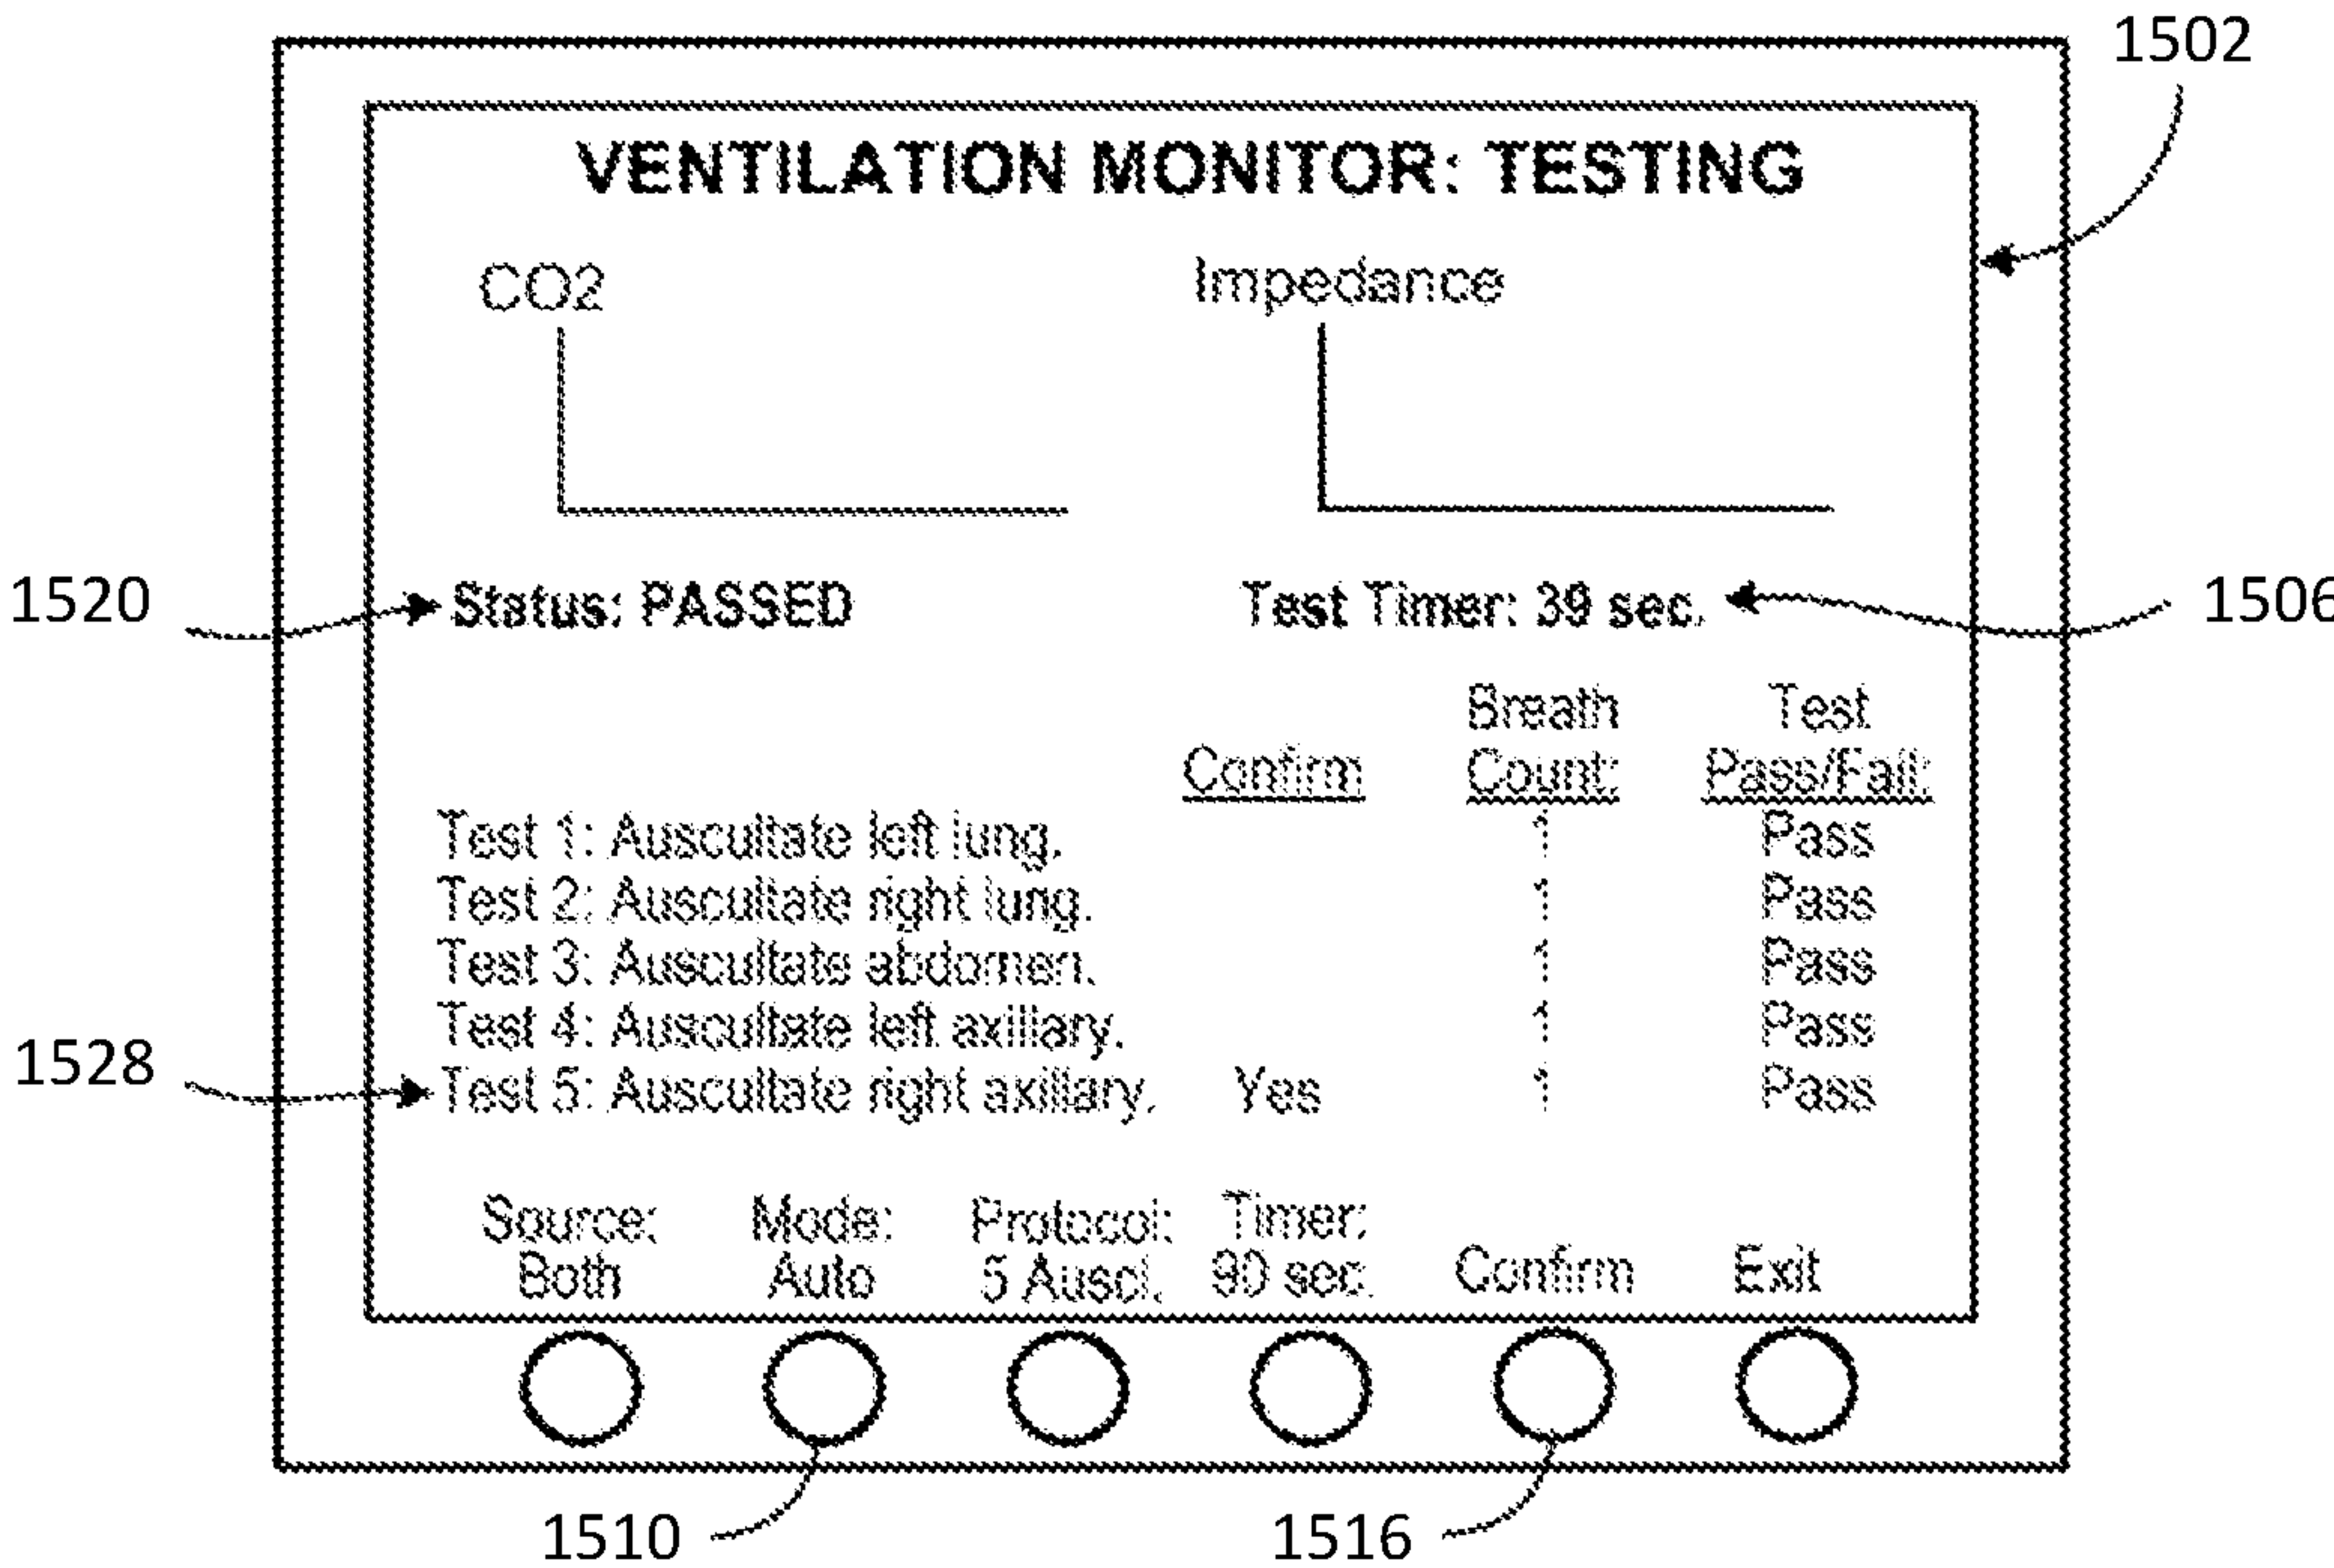 1502
VENTILATION MONITOR: TESTING
CO2 Impedance
1520 Status: PASSED Test Timer: 39 sec. 1506
Breath Test
Confirm Count: Pass/Fail:
Test 1: Auscultate left lung. 1 Pass
Test 2: Auscultate right lung. 1 Pass
Test 3: Auscultate abdomen. 1 Pass
Test 4: Auscultate left axillary. 1 Pass
1528 Test 5: Auscultate right axillary. Yes 1 Pass
Source: Mode: Protocol: Timer:
Both Auto 5 Auscl. 90 sec. Confirm Exit
1510 1516